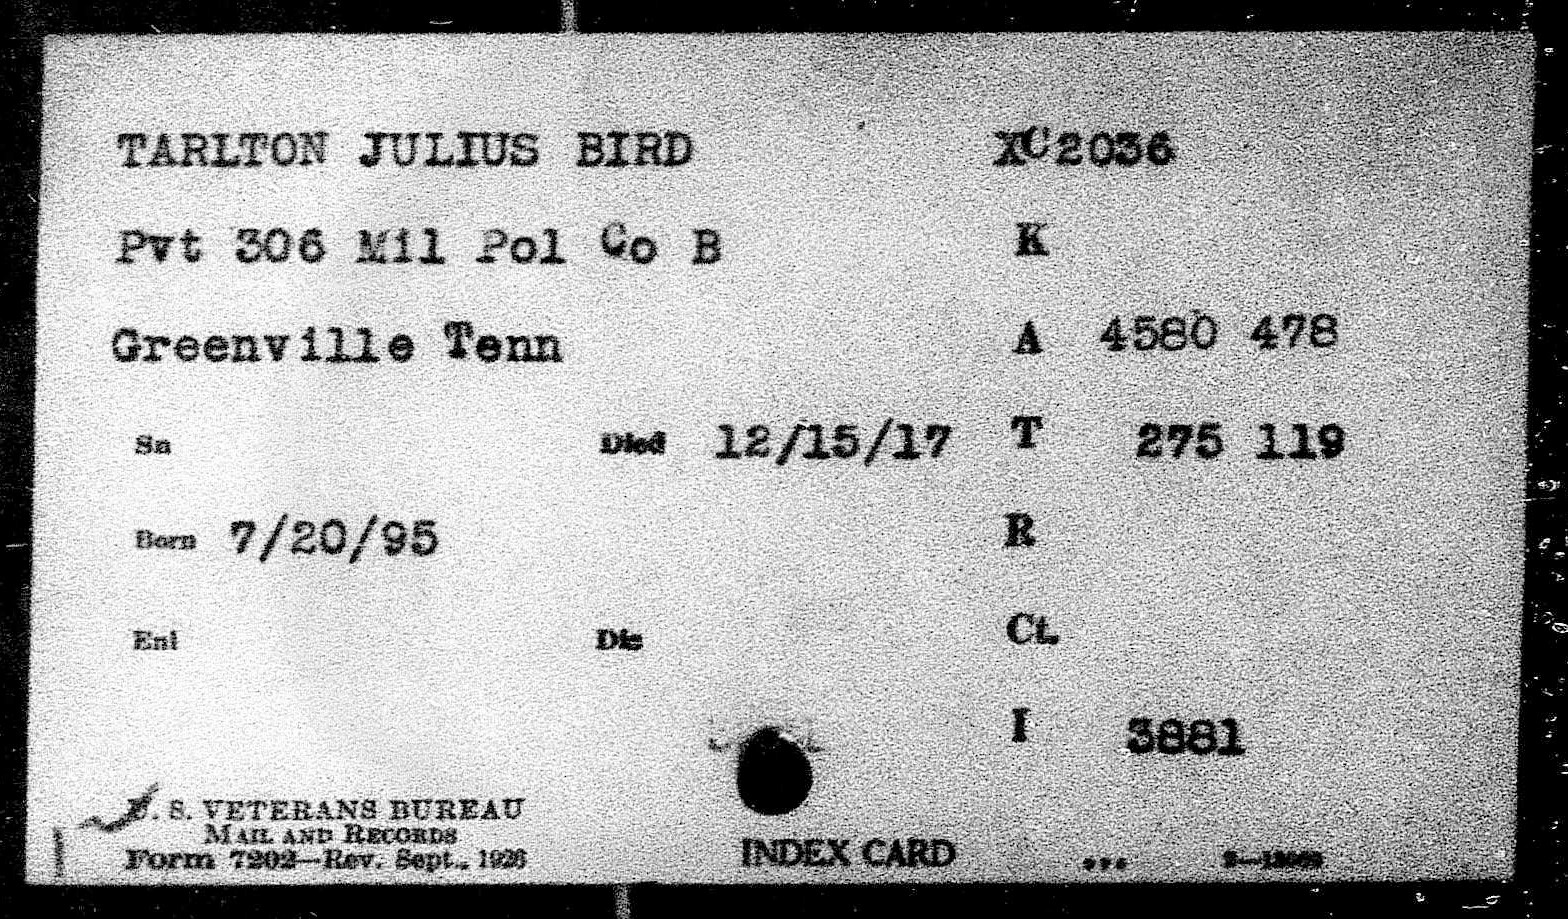 TARLTON JULIUS BIRD XC2036
Pvt 306 Mil Pol Co B K
Greenville Tenn A 4580 478
Sn Died 12/15/17 T 275 119
Born 7/20/95 R
Enl Dis Ct.
I 3881
U. S. VETERANS BUREAU
MAIL AND RECORDS
Form 7202—Rev. Sept., 1926 INDEX CARD